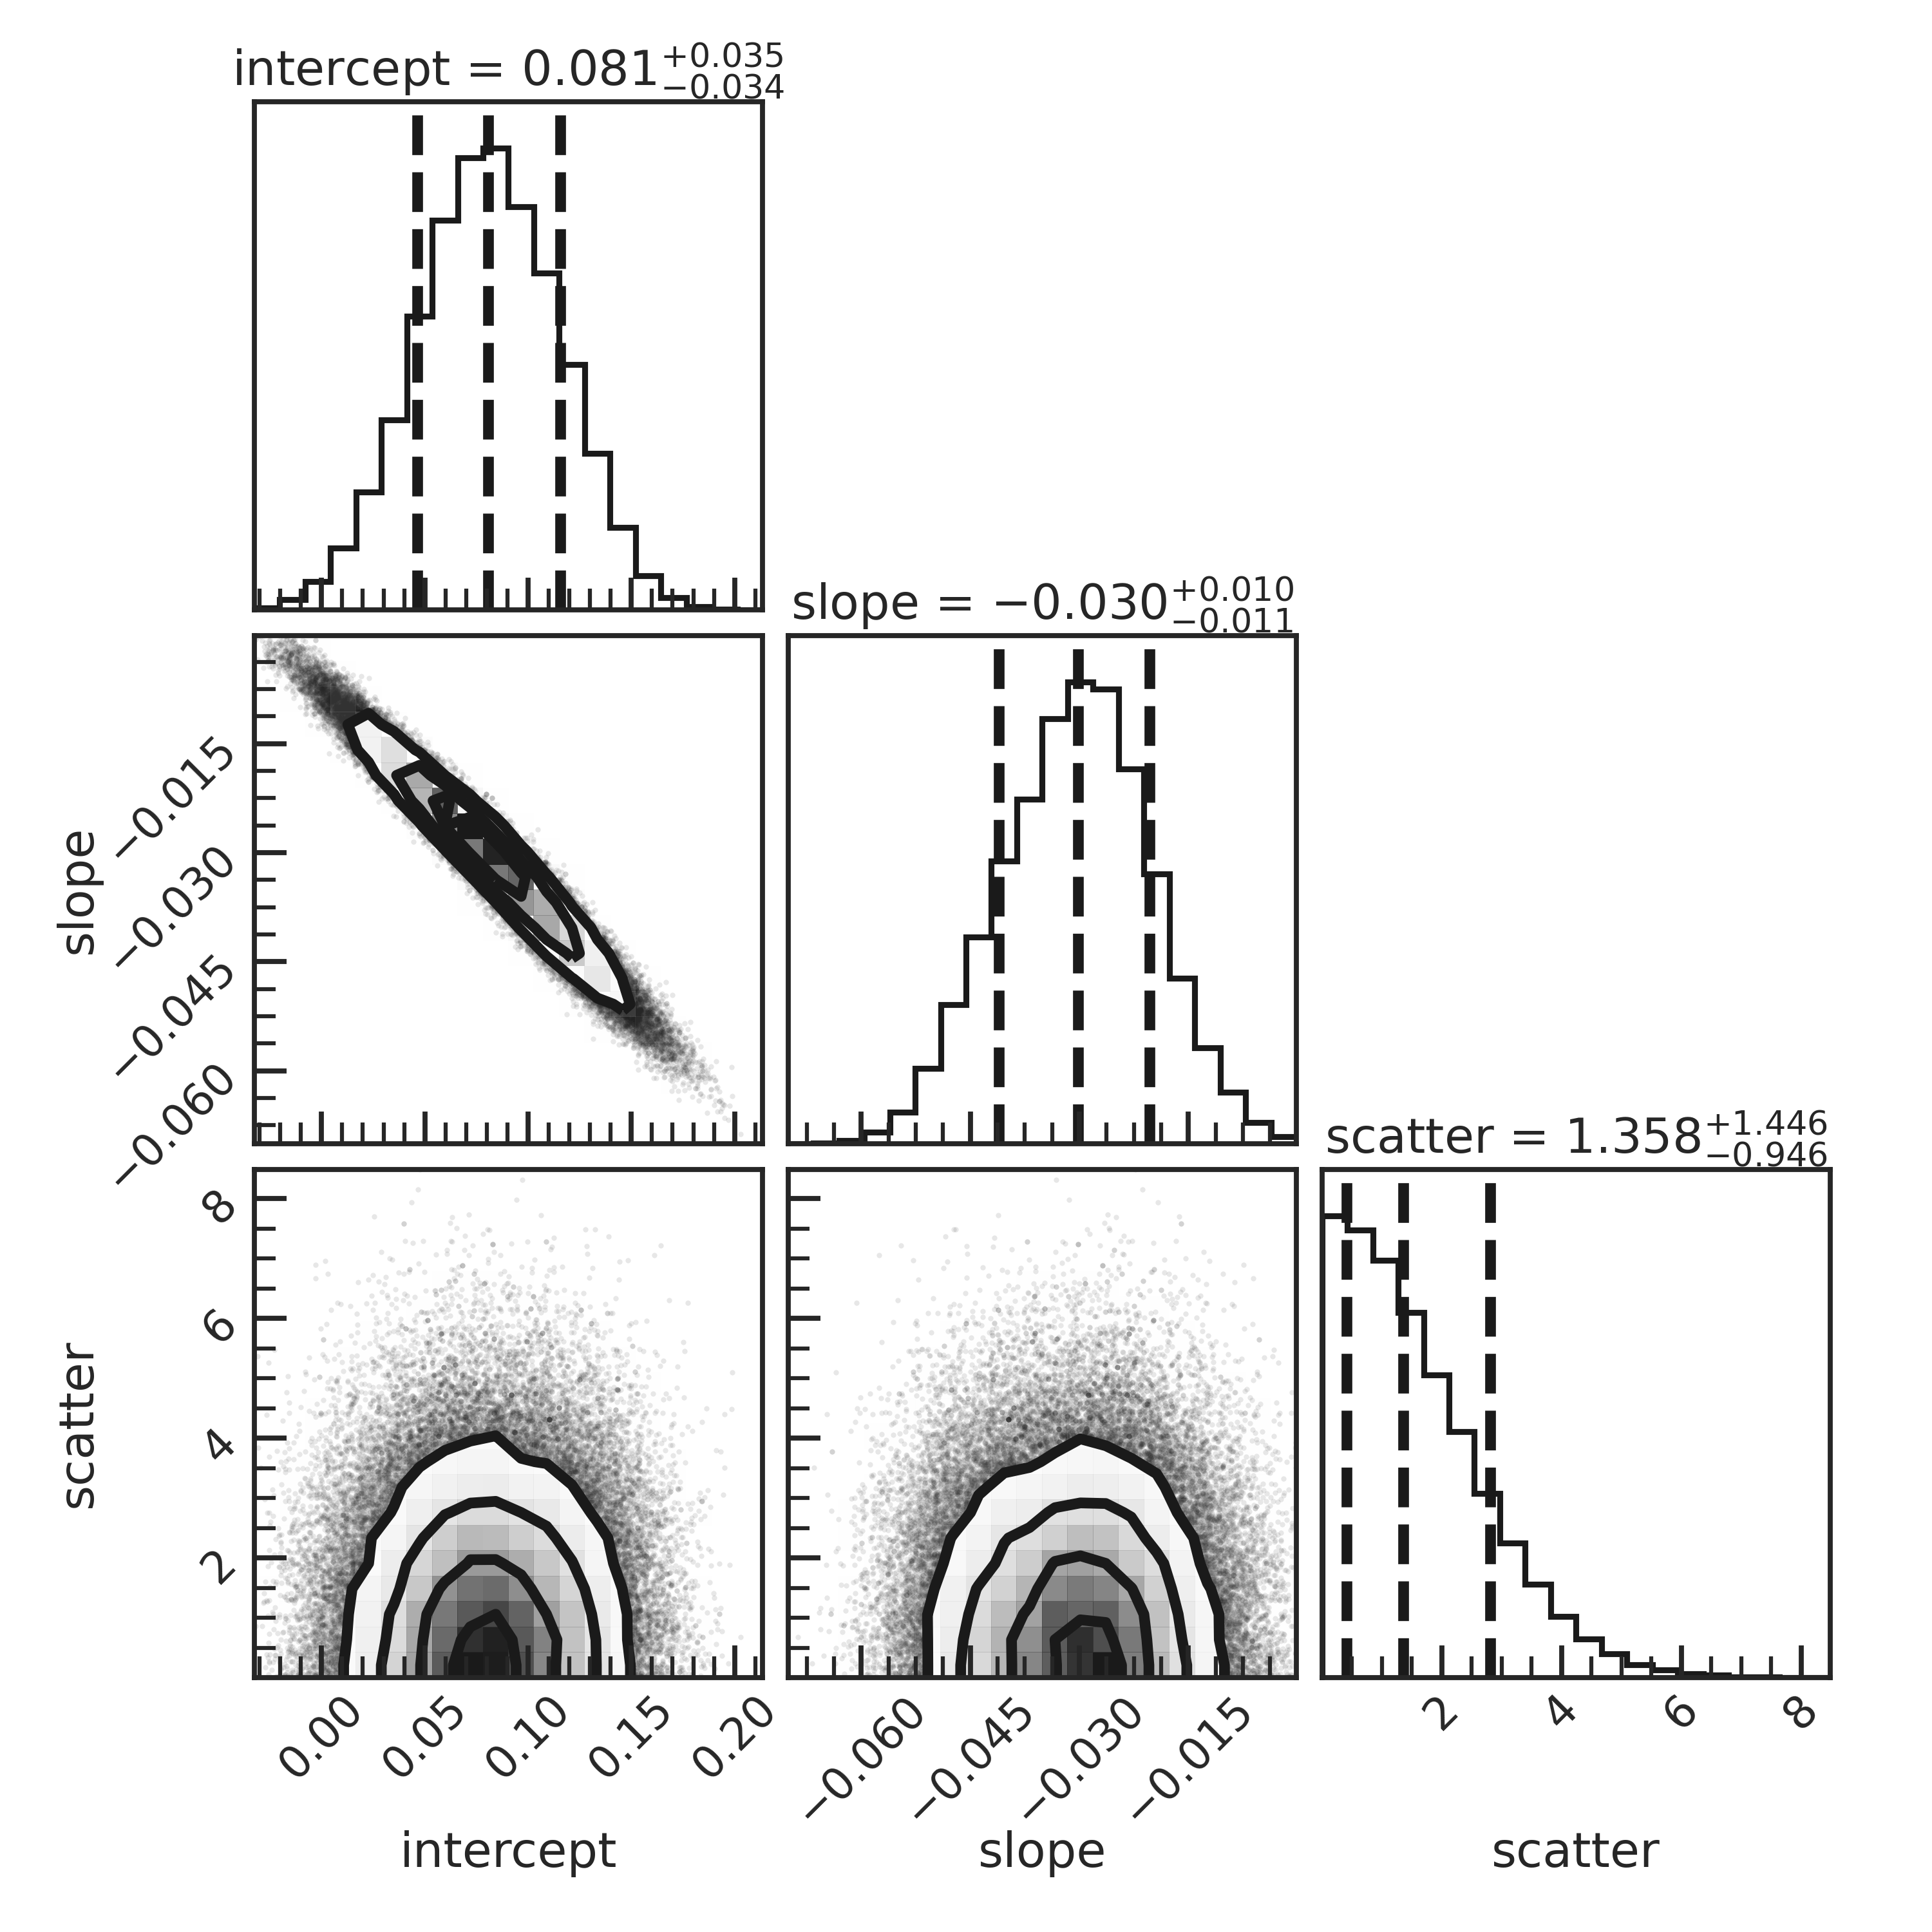 intercept = 0.081+0.035−0.034
slope = −0.030+0.010−0.011
slope
−0.015
−0.030
−0.045
−0.060
scatter = 1.358+1.446−0.946
scatter
8
6
4
2
0.00 0.05 0.10 0.15 0.20
−0.060 −0.045 −0.030 −0.015
2 4 6 8
intercept
slope
scatter